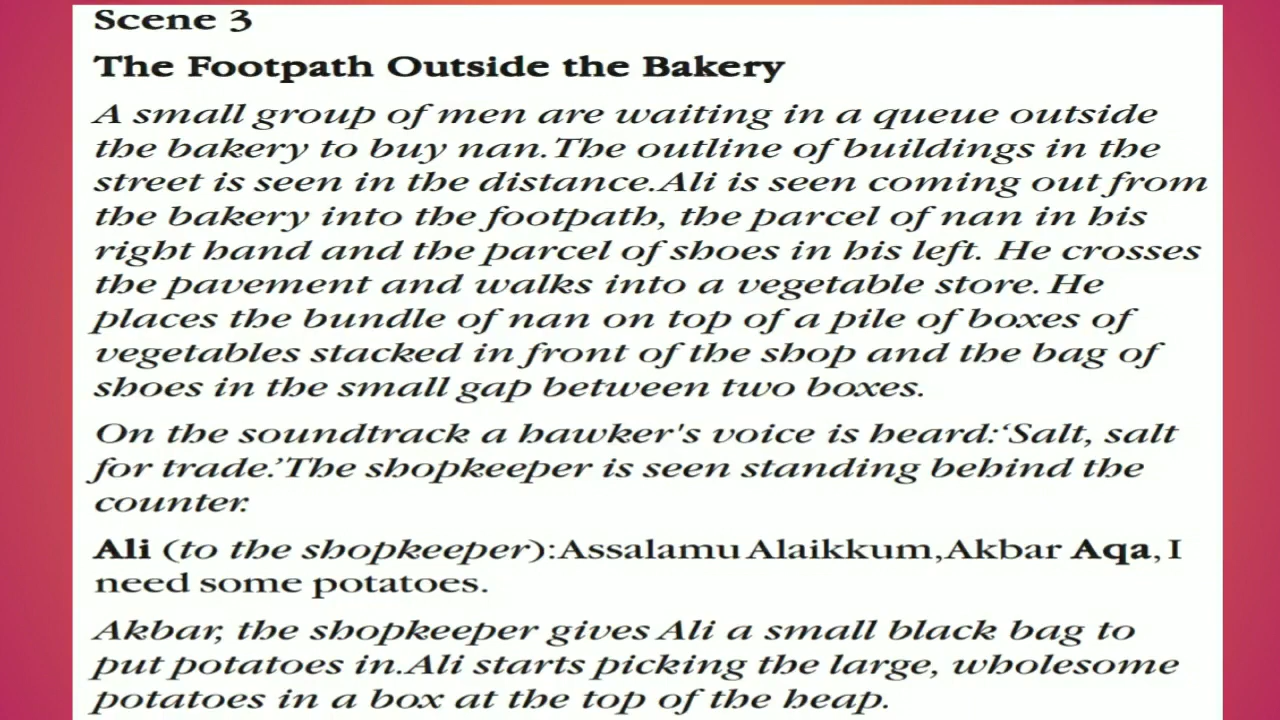 Scene 3
The Footpath Outside the Bakery
A small group of men are waiting in a queue outside
the bakery to buy nan. The outline of buildings in the
street is seen in the distance. Ali is seen coming out from
the bakery into the footpath, the parcel of nan in his
right hand and the parcel of shoes in his left. He crosses
the pavement and walks into a vegetable store. He
places the bundle of nan on top of a pile of boxes of
vegetables stacked in front of the shop and the bag of
shoes in the small gap between two boxes.
On the soundtrack a hawker's voice is heard: ‘Salt, salt
for trade.’ The shopkeeper is seen standing behind the
counter.
Ali (to the shopkeeper): Assalamu Alaikkum, Akbar Aqa, I
need some potatoes.
Akbar, the shopkeeper gives Ali a small black bag to
put potatoes in. Ali starts picking the large, wholesome
potatoes in a box at the top of the heap.